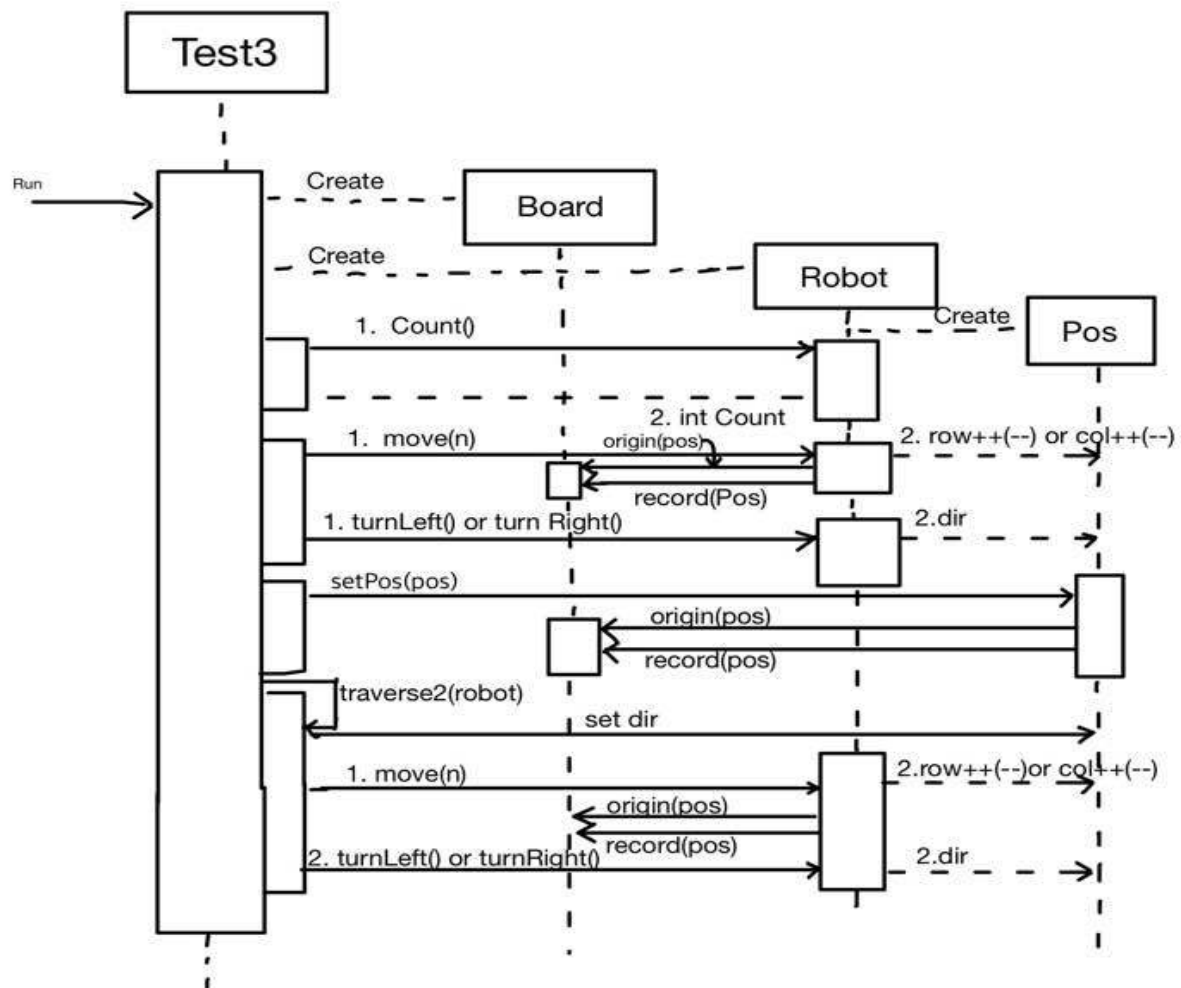 Test3
Run
Create
Board
Create
Robot
Create
Pos
1. Count()
2. int Count
1. move(n)
origin(pos)
2. row++(--) or col++(--)
record(Pos)
1. turnLeft() or turn Right()
2.dir
setPos(pos)
origin(pos)
record(pos)
traverse2(robot)
set dir
1. move(n)
2.row++(--)or col++(--)
origin(pos)
record(pos)
2. turnLeft() or turnRight()
2.dir